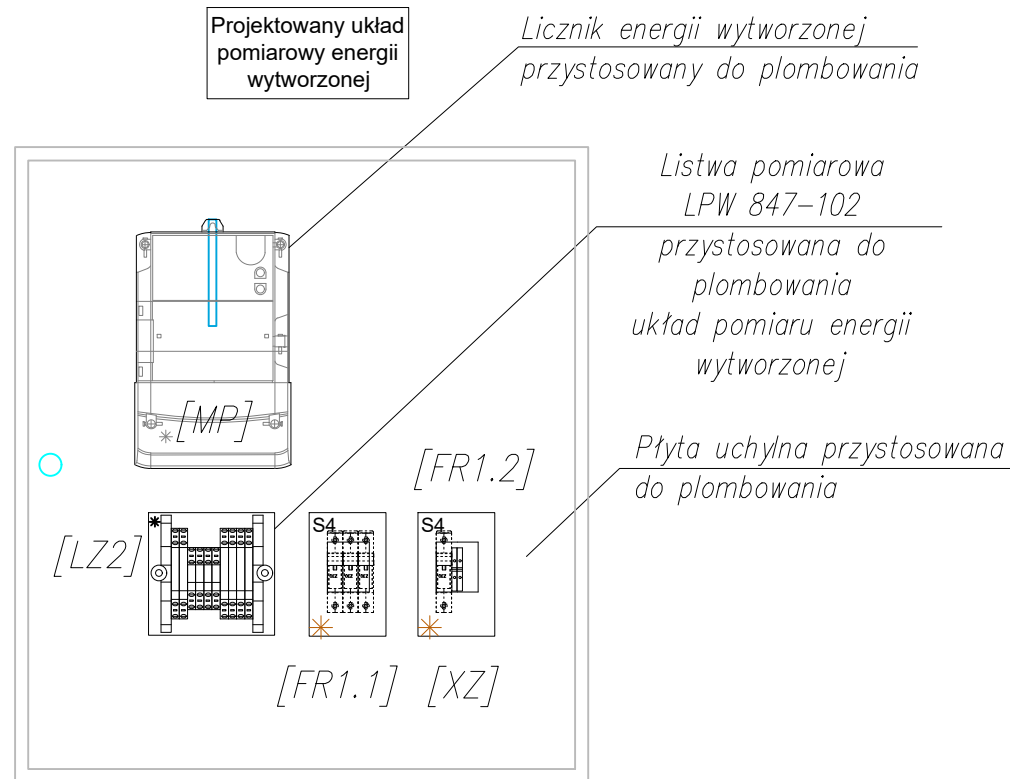 Projektowany układ
pomiarowy energii
wytworzonej
Licznik energii wytworzonej
przystosowany do plombowania
Listwa pomiarowa
LPW 847-102
przystosowana do
plombowania
układ pomiaru energii
wytworzonej
[MP]
[FR1.2]
Płyta uchylna przystosowana
do plombowania
S4
S4
[LZ2]
[FR1.1]
[XZ]